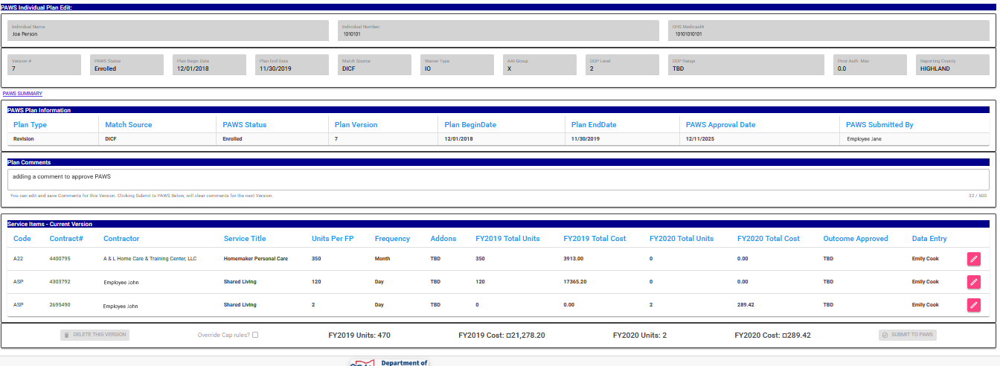 PAWS Individual Plan Edit:
Individual Name Individual Number: DHS Medicaid#
Joe Person 1010101 10101010101
Version # PAWS Status Plan Begin Date Plan End Date Match Source Waiver Type AAI Group DDP Level DDP Range Prior Auth. Max Reporting County
7 Enrolled 12/01/2018 11/30/2019 DICF IO X 2 TBD 0.0 HIGHLAND
PAWS SUMMARY
PAWS Plan Information
Plan Type Match Source PAWS Status Plan Version Plan BeginDate Plan EndDate PAWS Approval Date PAWS Submitted By
Revision DICF Enrolled 7 12/01/2018 11/30/2019 12/11/2025 Employee Jane
Plan Comments
adding a comment to approve PAWS
You can edit and save Comments for this Version. Clicking Submit to PAWS Below, will clear comments for the next Version. 32 / 500
Service Items - Current Version
Code Contract# Contractor Service Title Units Per FP Frequency Addons FY2019 Total Units FY2019 Total Cost FY2020 Total Units FY2020 Total Cost Outcome Approved Data Entry
A22 4400795 A & L Home Care & Training Center, LLC Homemaker Personal Care 350 Month TBD 350 3913.00 0 0.00 TBD Emily Cook
ASP 4303792 Employee John Shared Living 120 Day TBD 120 17365.20 0 0.00 TBD Emily Cook
ASP 2695490 Employee John Shared Living 2 Day TBD 0 0.00 2 289.42 TBD Emily Cook
DELETE THIS VERSION Override Cap rules? FY2019 Units: 470 FY2019 Cost: □21,278.20 FY2020 Units: 2 FY2020 Cost: □289.42 SUBMIT TO PAWS
Department of